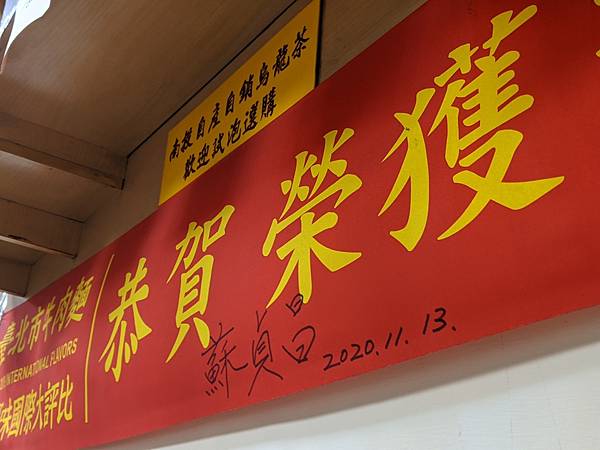 南投自産自銷烏龍茶
歡迎試泡選購
臺北市牛肉麵
INTERNATIONAL FLAVORS
味國際大評比
恭賀榮獲
蘇貞昌 2020.11.13.